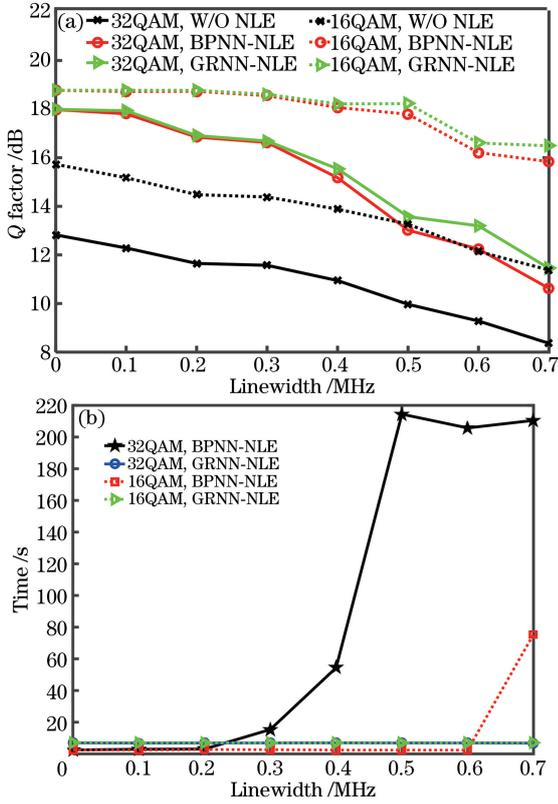 (a)
32QAM, W/O NLE
16QAM, W/O NLE
32QAM, BPNN-NLE
16QAM, BPNN-NLE
32QAM, GRNN-NLE
16QAM, GRNN-NLE
22
20
18
16
14
12
10
8
Q factor /dB
0 0.1 0.2 0.3 0.4 0.5 0.6 0.7
Linewidth /MHz
(b)
32QAM, BPNN-NLE
32QAM, GRNN-NLE
16QAM, BPNN-NLE
16QAM, GRNN-NLE
220
200
180
160
140
120
100
80
60
40
20
Time /s
0 0.1 0.2 0.3 0.4 0.5 0.6 0.7
Linewidth /MHz